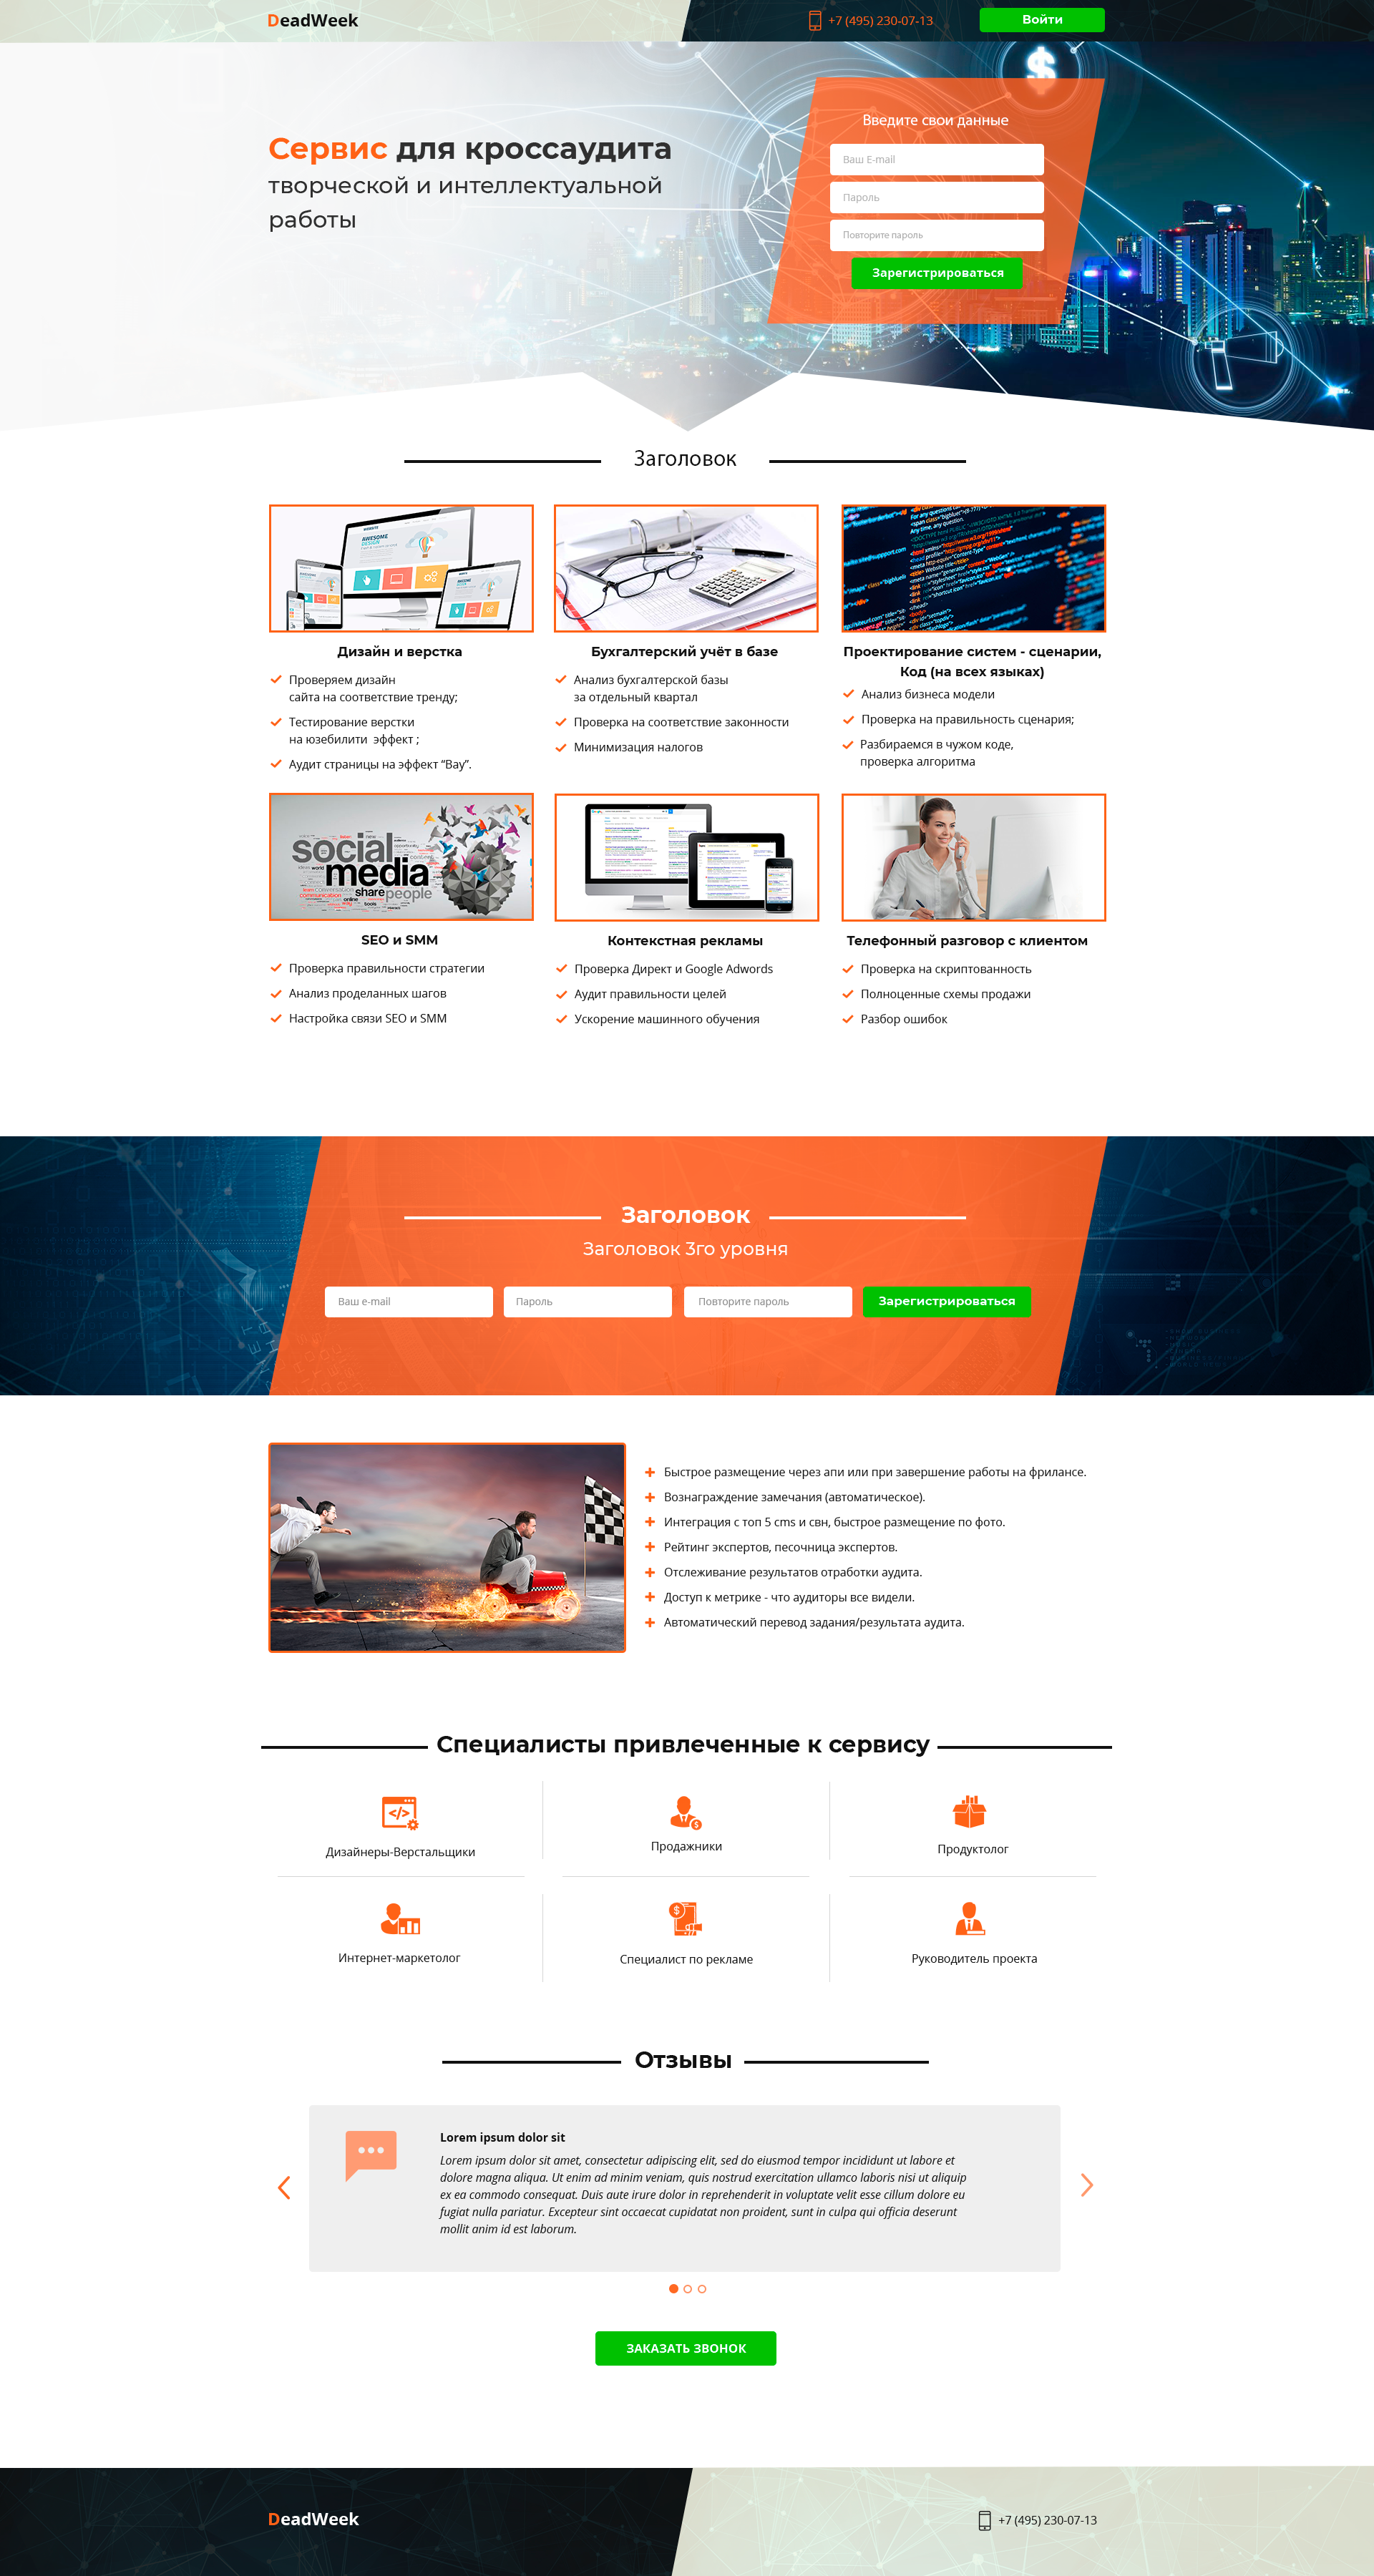 DeadWeek
+7 (495) 230-07-13
Войти
Сервис для кроссаудита
творческой и интеллектуальной
работы
Введите свои данные
Ваш E-mail
Пароль
Повторите пароль
Зарегистрироваться
Заголовок
AWESOME
DESIGN
Дизайн и верстка
Проверяем дизайн
сайта на соответствие тренду;
Тестирование верстки
на юзебилити эффект ;
Аудит страницы на эффект “Вау”.
Бухгалтерский учёт в базе
Анализ бухгалтерской базы
за отдельный квартал
Проверка на соответствие законности
Минимизация налогов
Проектирование систем - сценарии,
Код (на всех языках)
Анализ бизнеса модели
Проверка на правильность сценария;
Разбираемся в чужом коде,
проверка алгоритма
social
media
share people
SEO и SMM
Проверка правильности стратегии
Анализ проделанных шагов
Настройка связи SEO и SMM
Контекстная рекламы
Проверка Директ и Google Adwords
Аудит правильности целей
Ускорение машинного обучения
Телефонный разговор с клиентом
Проверка на скриптованность
Полноценные схемы продажи
Разбор ошибок
Заголовок
Заголовок 3го уровня
Ваш e-mail
Пароль
Повторите пароль
Зарегистрироваться
Быстрое размещение через апи или при завершение работы на фрилансе.
Вознаграждение замечания (автоматическое).
Интеграция с топ 5 cms и свн, быстрое размещение по фото.
Рейтинг экспертов, песочница экспертов.
Отслеживание результатов отработки аудита.
Доступ к метрике - что аудиторы все видели.
Автоматический перевод задания/результата аудита.
Специалисты привлеченные к сервису
Дизайнеры-Верстальщики
Продажники
Продуктолог
Интернет-маркетолог
Специалист по рекламе
Руководитель проекта
Отзывы
Lorem ipsum dolor sit
Lorem ipsum dolor sit amet, consectetur adipiscing elit, sed do eiusmod tempor incididunt ut labore et
dolore magna aliqua. Ut enim ad minim veniam, quis nostrud exercitation ullamco laboris nisi ut aliquip
ex ea commodo consequat. Duis aute irure dolor in reprehenderit in voluptate velit esse cillum dolore eu
fugiat nulla pariatur. Excepteur sint occaecat cupidatat non proident, sunt in culpa qui officia deserunt
mollit anim id est laborum.
ЗАКАЗАТЬ ЗВОНОК
DeadWeek
+7 (495) 230-07-13